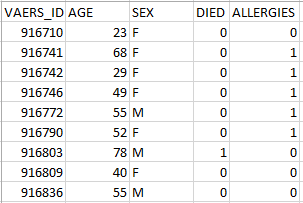 VAERS_ID AGE SEX DIED ALLERGIES
916710 23 F 0 0
916741 68 F 0 1
916742 29 F 0 1
916746 49 F 0 1
916772 55 M 0 1
916790 52 F 0 1
916803 78 M 1 0
916809 40 F 0 0
916836 55 M 0 0